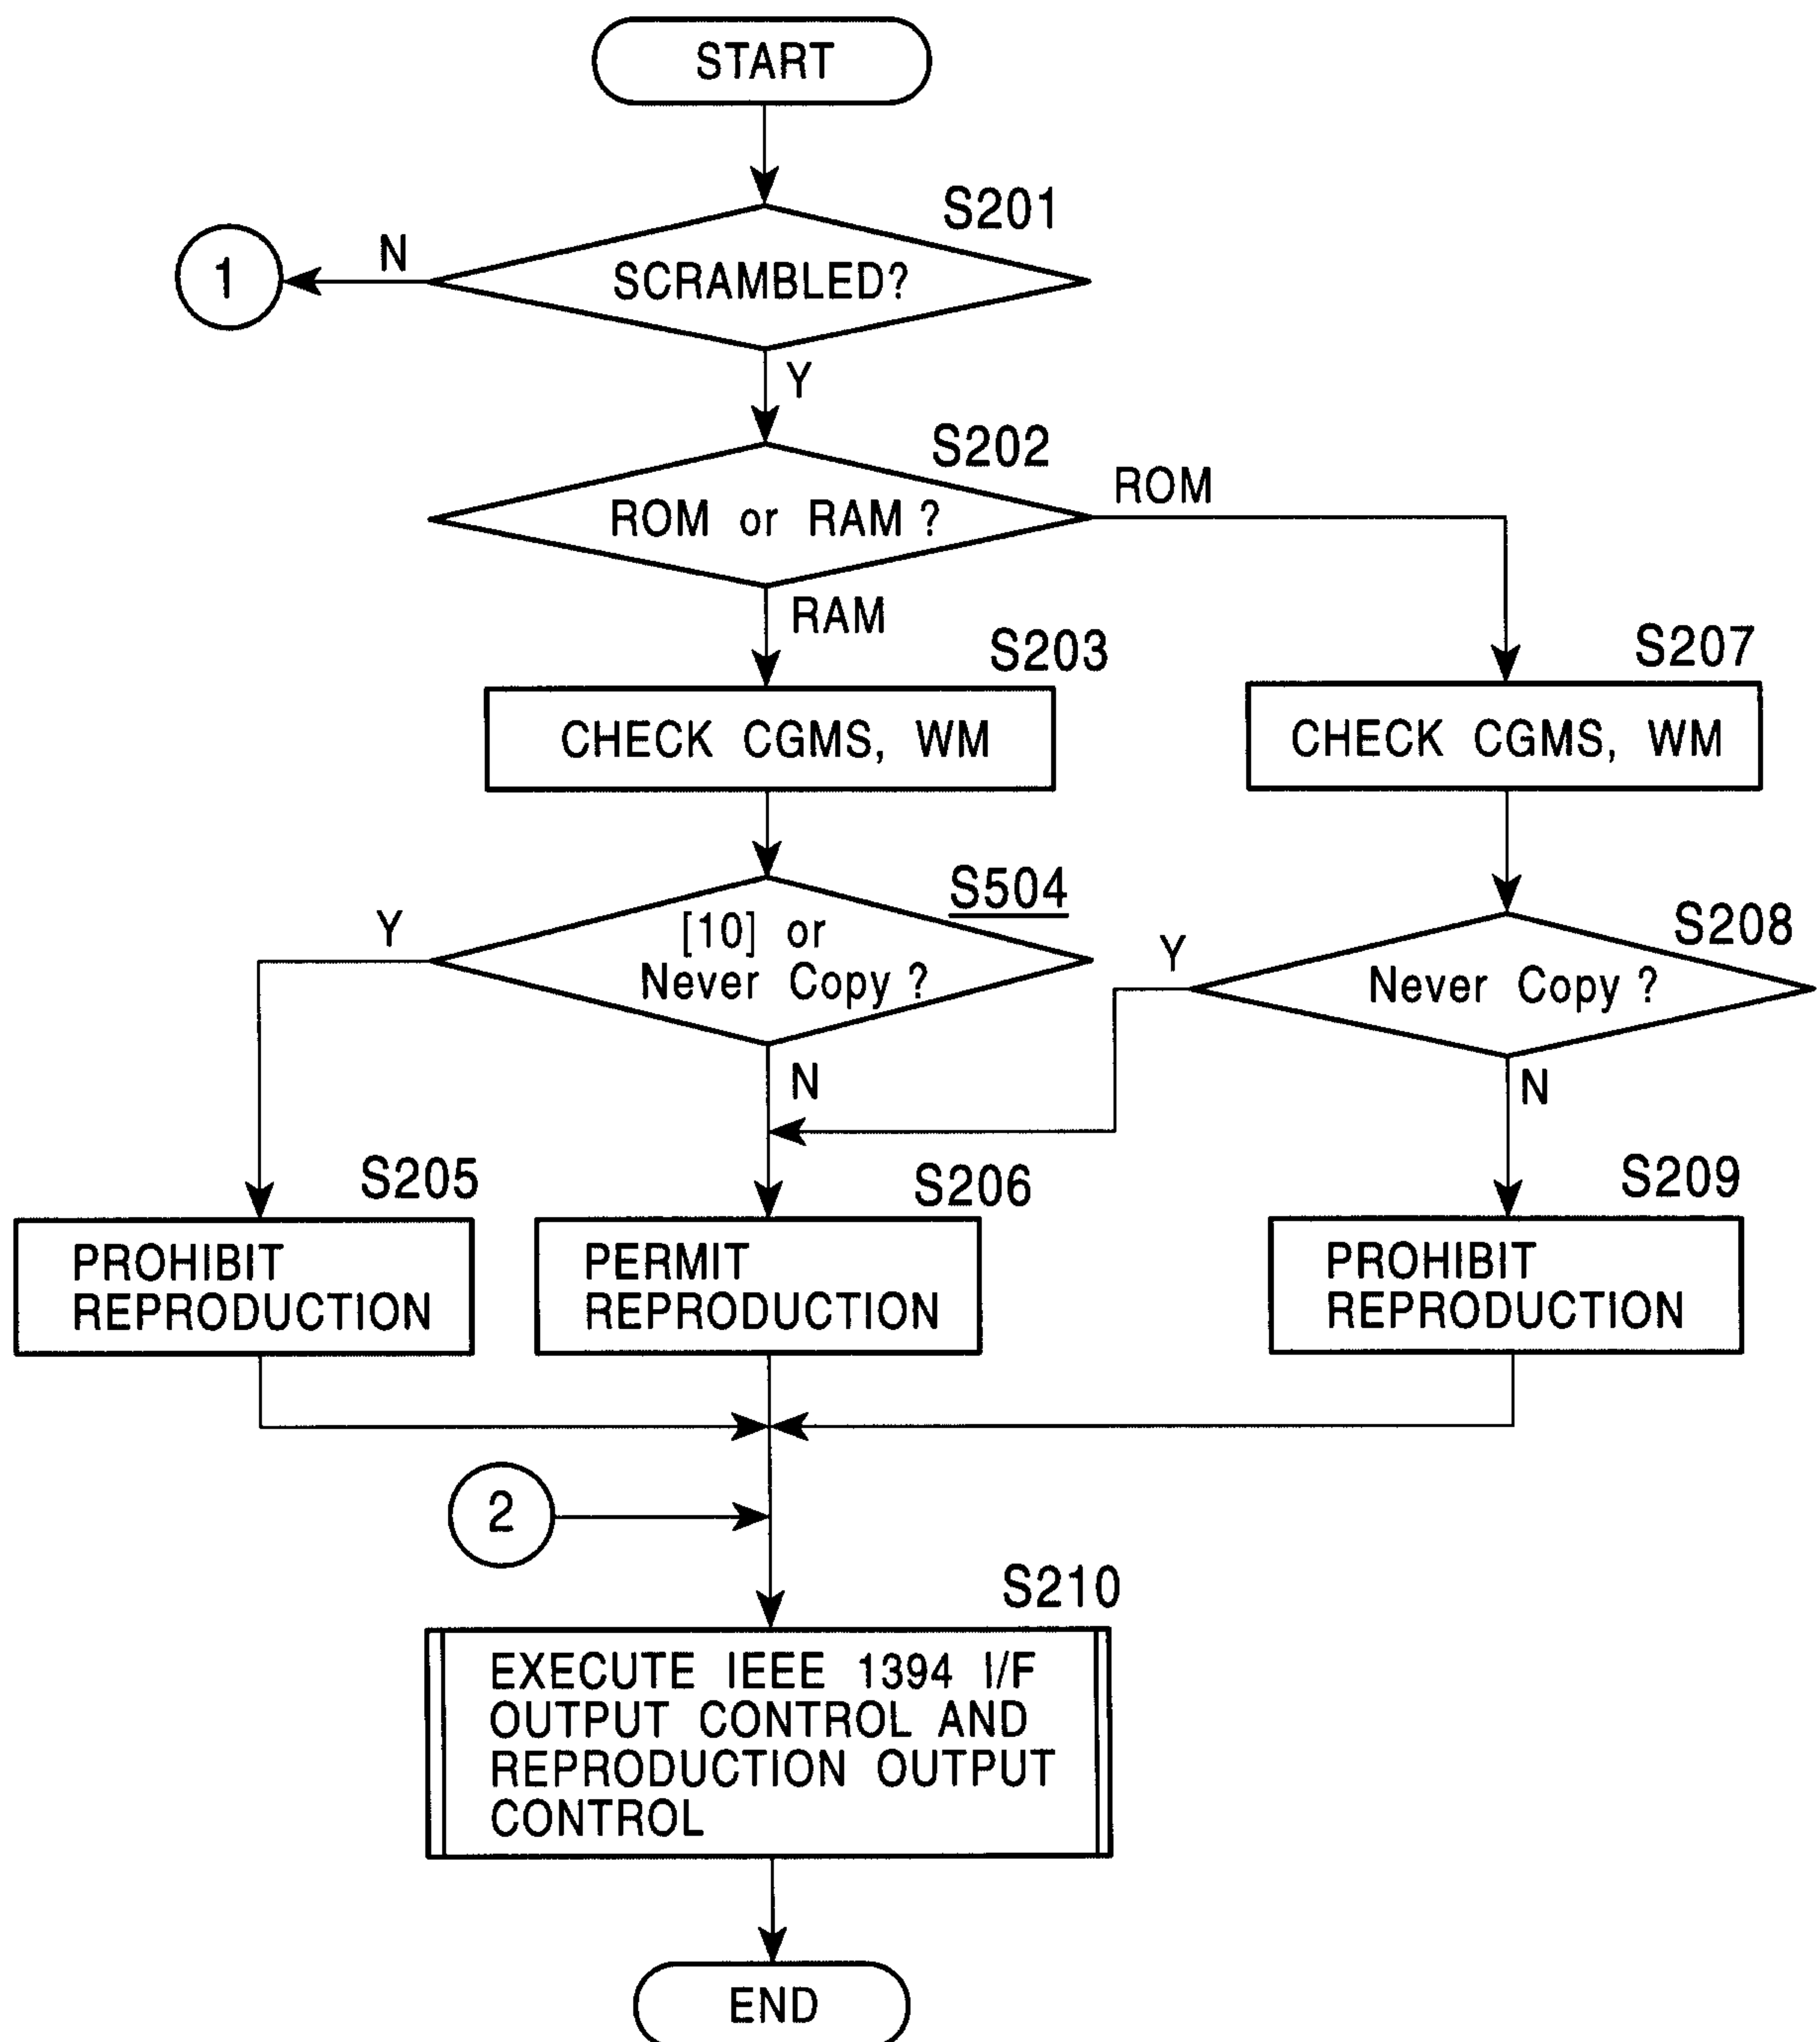 START
S201
SCRAMBLED?
N
1
Y
S202
ROM or RAM ?
ROM
RAM
S203
CHECK CGMS, WM
S207
CHECK CGMS, WM
S504
[10] or
Never Copy ?
Y
N
S208
Never Copy ?
Y
N
S205
PROHIBIT
REPRODUCTION
S206
PERMIT
REPRODUCTION
S209
PROHIBIT
REPRODUCTION
2
S210
EXECUTE IEEE 1394 I/F
OUTPUT CONTROL AND
REPRODUCTION OUTPUT
CONTROL
END